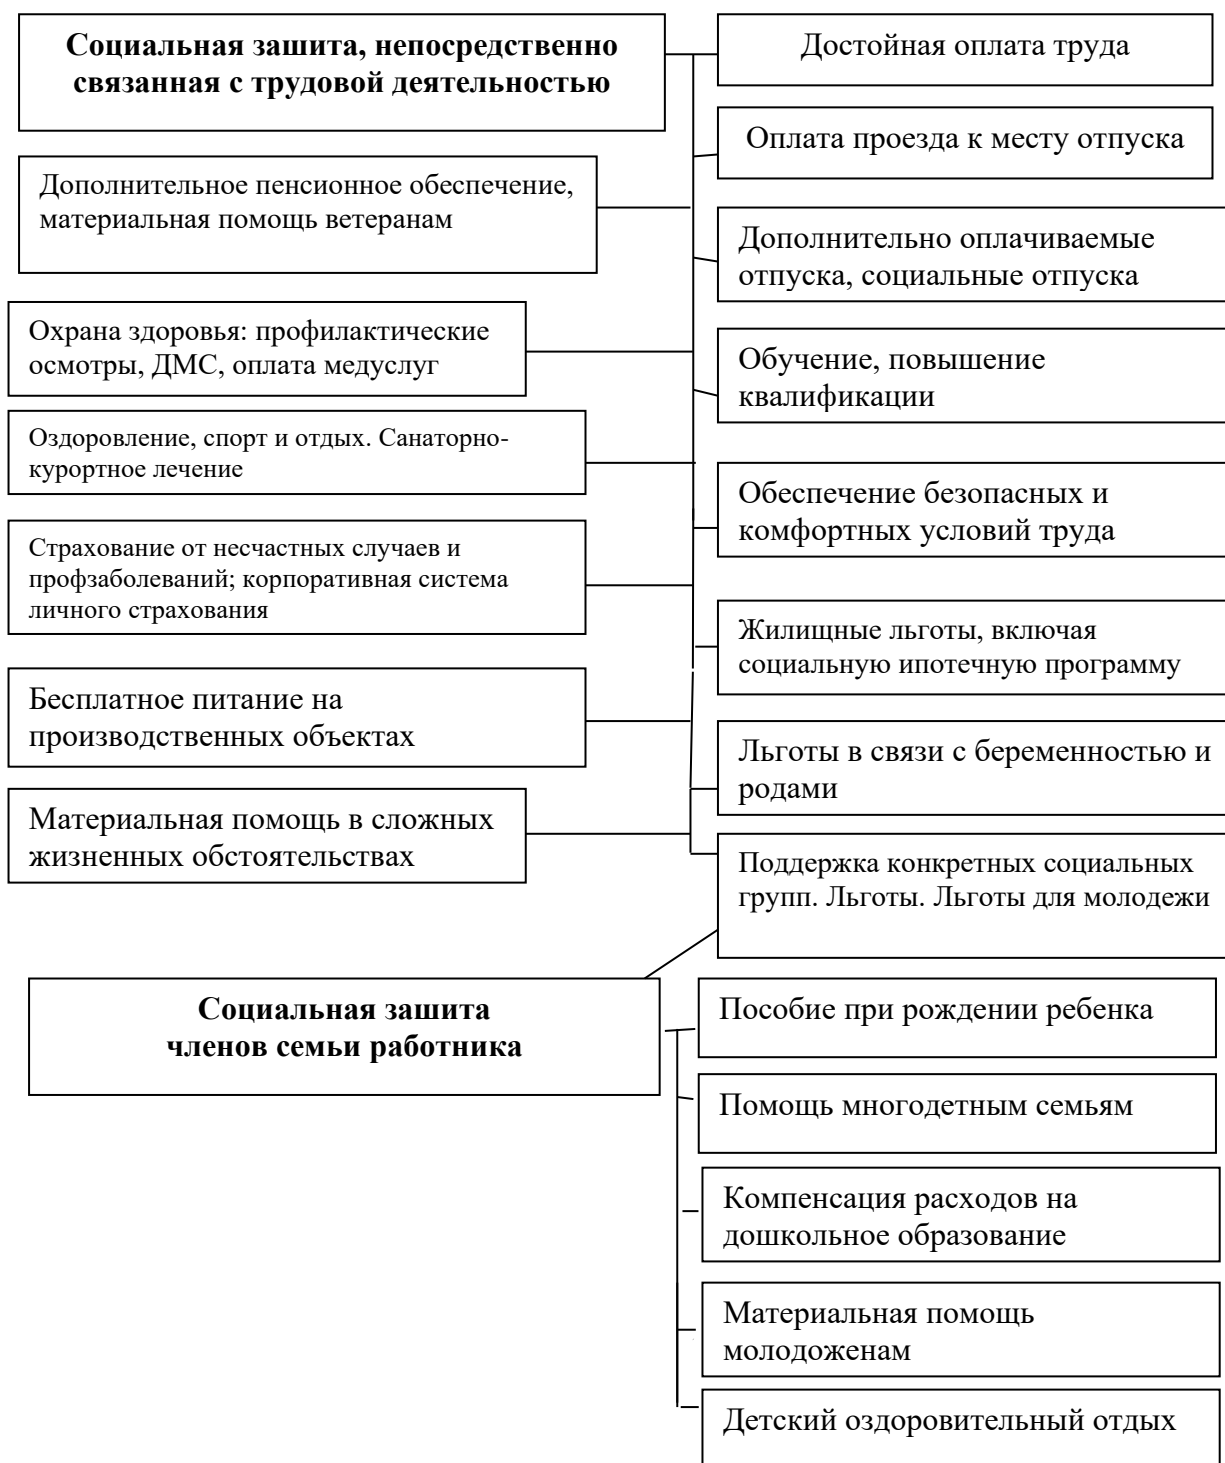 Социальная зашита, непосредственно
связанная с трудовой деятельностью
Достойная оплата труда
Оплата проезда к месту отпуска
Дополнительное пенсионное обеспечение,
материальная помощь ветеранам
Дополнительно оплачиваемые
отпуска, социальные отпуска
Охрана здоровья: профилактические
осмотры, ДМС, оплата медуслуг
Обучение, повышение
квалификации
Оздоровление, спорт и отдых. Санаторно-
курортное лечение
Обеспечение безопасных и
комфортных условий труда
Страхование от несчастных случаев и
профзаболеваний; корпоративная система
личного страхования
Жилищные льготы, включая
социальную ипотечную программу
Бесплатное питание на
производственных объектах
Льготы в связи с беременностью и
родами
Материальная помощь в сложных
жизненных обстоятельствах
Поддержка конкретных социальных
групп. Льготы. Льготы для молодежи
Социальная зашита
членов семьи работника
Пособие при рождении ребенка
Помощь многодетным семьям
Компенсация расходов на
дошкольное образование
Материальная помощь
молодоженам
Детский оздоровительный отдых